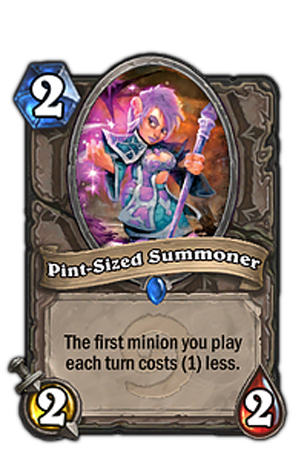 2
Pint-Sized Summoner
The first minion you play
each turn costs (1) less.
2
2